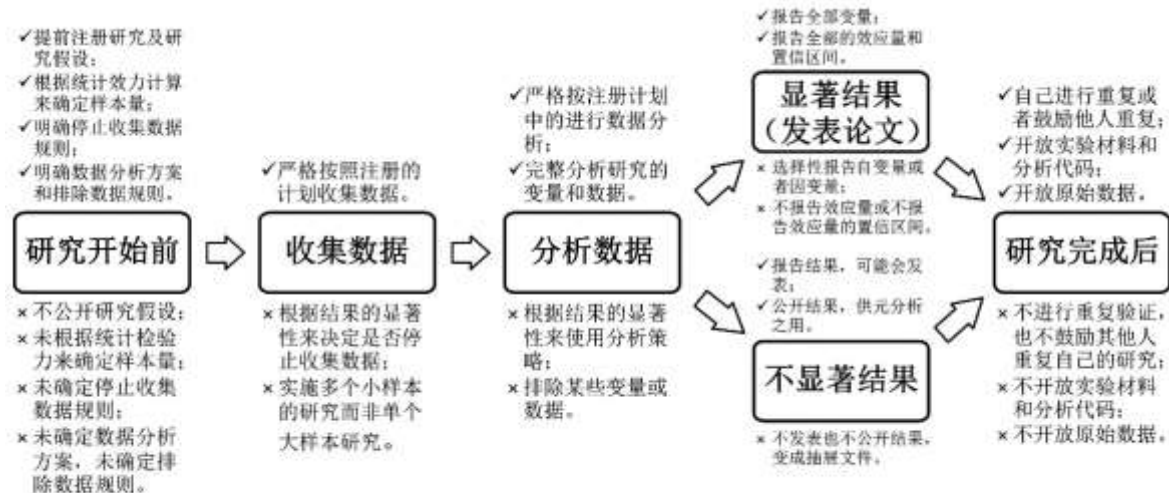 ✓提前注册研究及研
究假设；
✓根据统计效力计算
来确定样本量；
✓明确停止收集数据
规则；
✓明确数据分析方案
和排除数据规则。
研究开始前
×不公开研究假设；
×未根据统计检验
力来确定样本量；
×未确定停止收集
数据规则；
×未确定数据分析
方案，未确定排
除数据规则。
✓严格按照注册的
计划收集数据。
收集数据
×根据结果的显著
性来决定是否停
止收集数据；
×实施多个小样本
的研究而非单个
大样本研究。
✓严格按注册计划
中的进行数据分
析；
✓完整分析研究的
变量和数据。
分析数据
×根据结果的显著
性来使用分析策
略；
×排除某些变量或
数据。
✓报告全部变量；
✓报告全部的效应量和
置信区间。
显著结果
（发表论文）
×选择性报告自变量或
者因变量；
×不报告效应量或不报
告效应量的置信区间。
✓报告结果，可能会发
表；
✓公开结果，供元分析
之用。
不显著结果
×不发表也不公开结果，
变成抽屉文件。
✓自己进行重复或
者鼓励他人重复；
✓开放实验材料和
分析代码；
✓开放原始数据。
研究完成后
×不进行重复验证，
也不鼓励其他人
重复自己的研究；
×不开放实验材料
和分析代码；
×不开放原始数据。